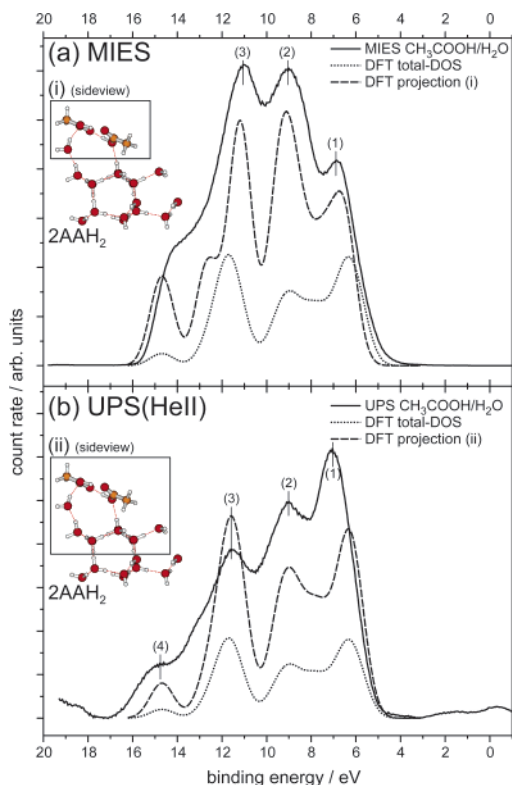 20 18 16 14 12 10 8 6 4 2 0
(a) MIES
(3)
(2)
(1)
MIES CH₃COOH/H₂O
DFT total-DOS
DFT projection (i)
(i) (sideview)
2AAH₂
count rate / arb. units
(b) UPS(HeII)
UPS CH₃COOH/H₂O
DFT total-DOS
DFT projection (ii)
(ii) (sideview)
(1)
(2)
(3)
2AAH₂
(4)
20 18 16 14 12 10 8 6 4 2 0
binding energy / eV